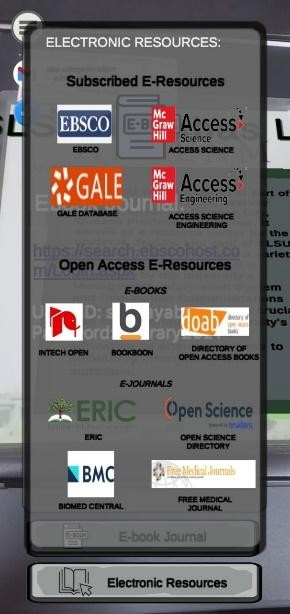 ELECTRONIC RESOURCES:
Subscribed E-Resources
EBSCO
Mc Graw Hill Access Science
EBSCO
ACCESS SCIENCE
GALE
Mc Graw Hill Access Engineering
GALE DATABASE
ACCESS SCIENCE
ENGINEERING
E-book Journal:
https://search.ebscohost.co
Open Access E-Resources
E-BOOKS
b
doab directory of open access books
INTECH OPEN
BOOKBOON
DIRECTORY OF
OPEN ACCESS BOOKS
E-JOURNALS
ERIC
Open Science
ERIC
OPEN SCIENCE
DIRECTORY
BMC
Free Medical Journals
BIOMED CENTRAL
FREE MEDICAL
JOURNAL
E-book Journal
Electronic Resources